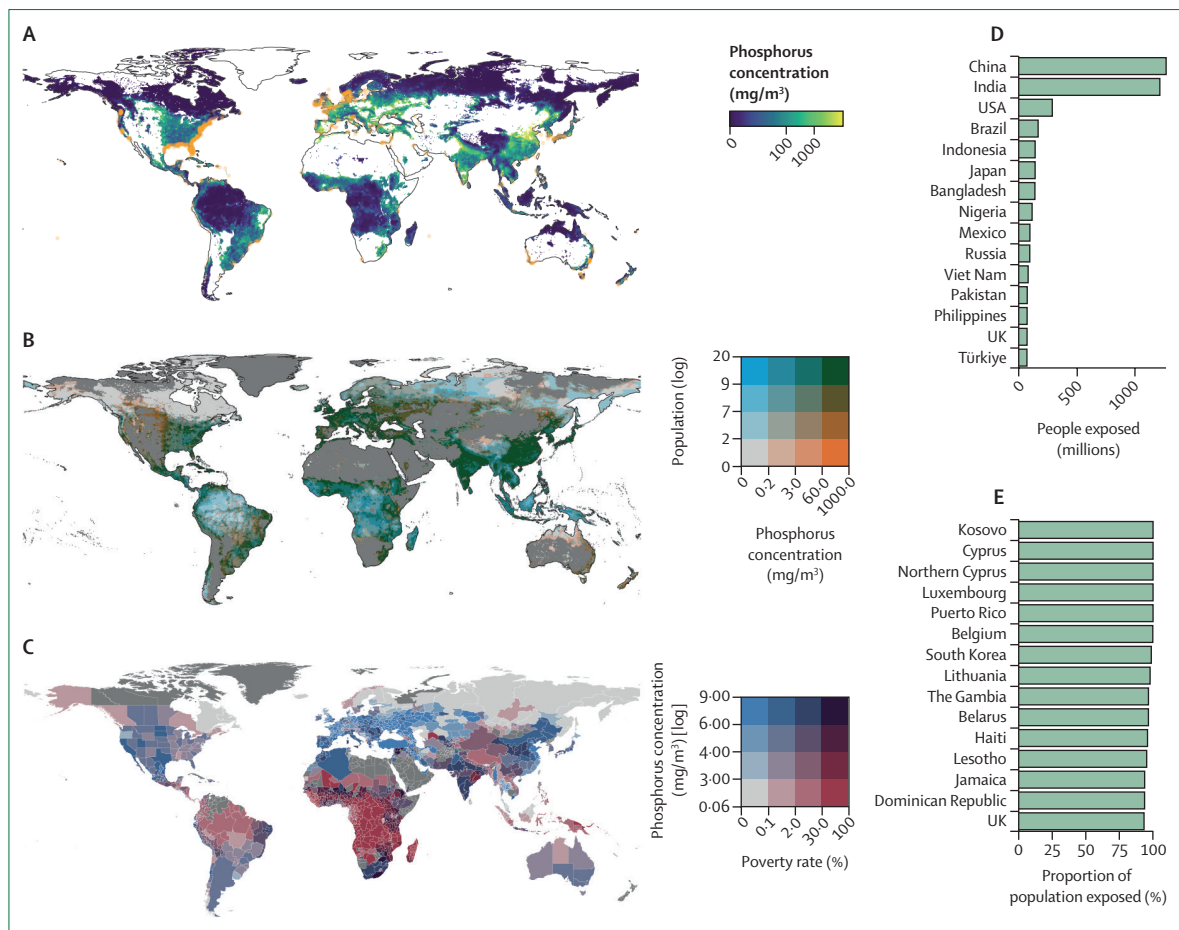 A
Phosphorus
concentration
(mg/m³)
0
100
1000
B
Population (log)
20
9
7
2
0
0
0·2
3·0
60·0
1000·0
Phosphorus
concentration
(mg/m³)
C
Phosphorus concentration
(mg/m³) [log]
9·00
6·00
4·00
3·00
0·06
0
0·1
2·0
30·0
100
Poverty rate (%)
D
China
India
USA
Brazil
Indonesia
Japan
Bangladesh
Nigeria
Mexico
Russia
Viet Nam
Pakistan
Philippines
UK
Türkiye
0
500
1000
People exposed
(millions)
E
Kosovo
Cyprus
Northern Cyprus
Luxembourg
Puerto Rico
Belgium
South Korea
Lithuania
The Gambia
Belarus
Haiti
Lesotho
Jamaica
Dominican Republic
UK
0
25
50
75
100
Proportion of
population exposed (%)